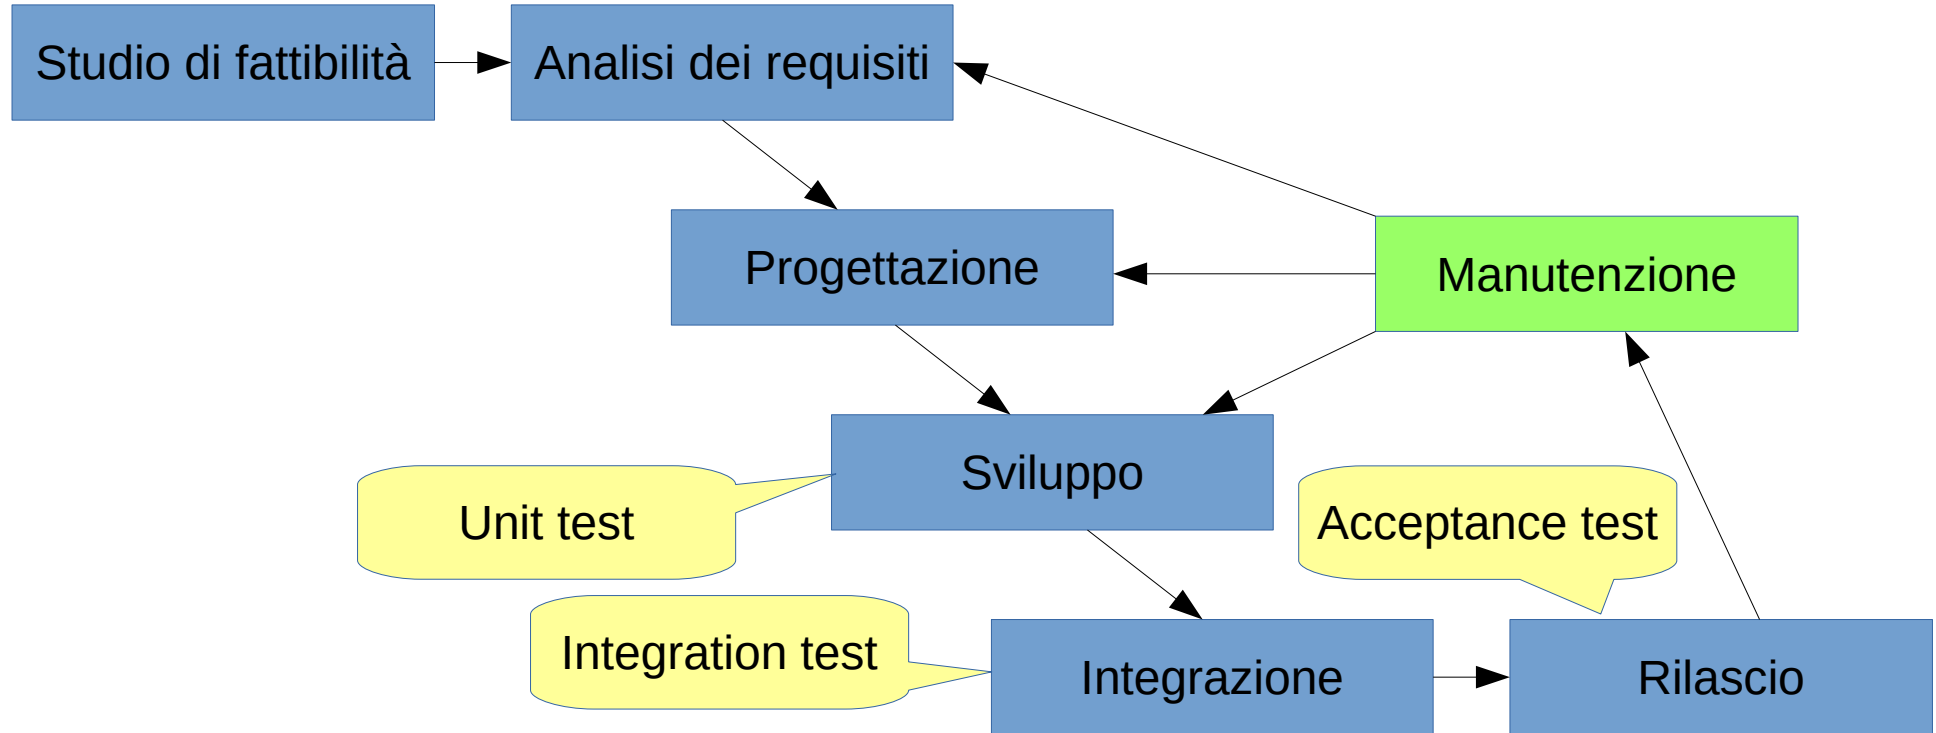 Studio di fattibilità
Analisi dei requisiti
Progettazione
Manutenzione
Sviluppo
Unit test
Acceptance test
Integration test
Integrazione
Rilascio